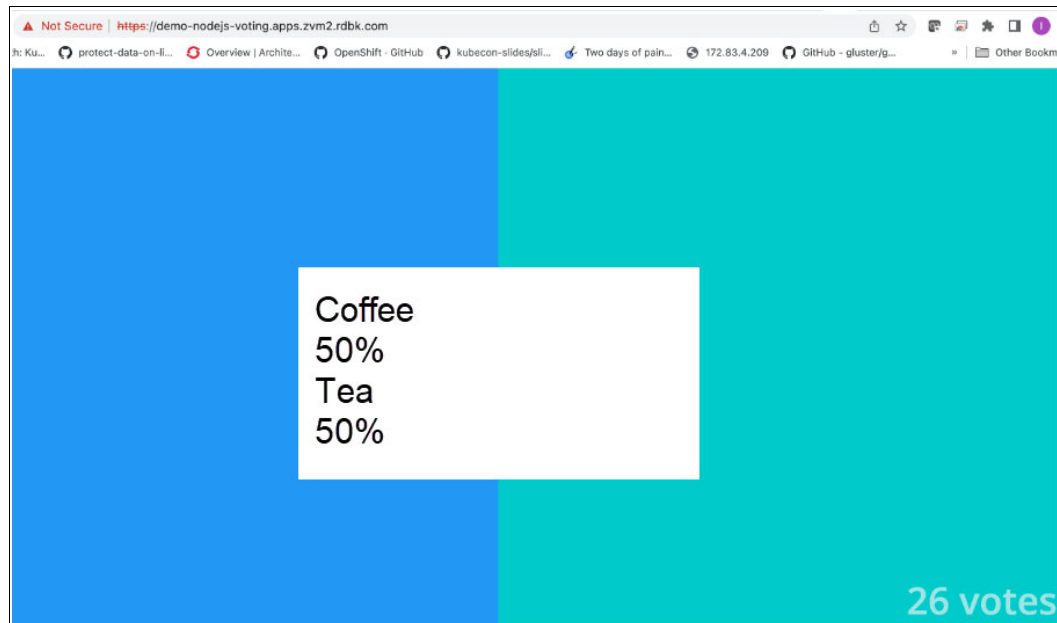 Not Secure | https://demo-nodejs-voting.apps.zvm2.rdbk.com
h: Ku... protect-data-on-li... Overview | Archite... OpenShift · GitHub kubecon-slides/sli... Two days of pain... 172.83.4.209 GitHub - gluster/g... » Other Bookm
Coffee
50%
Tea
50%
26 votes